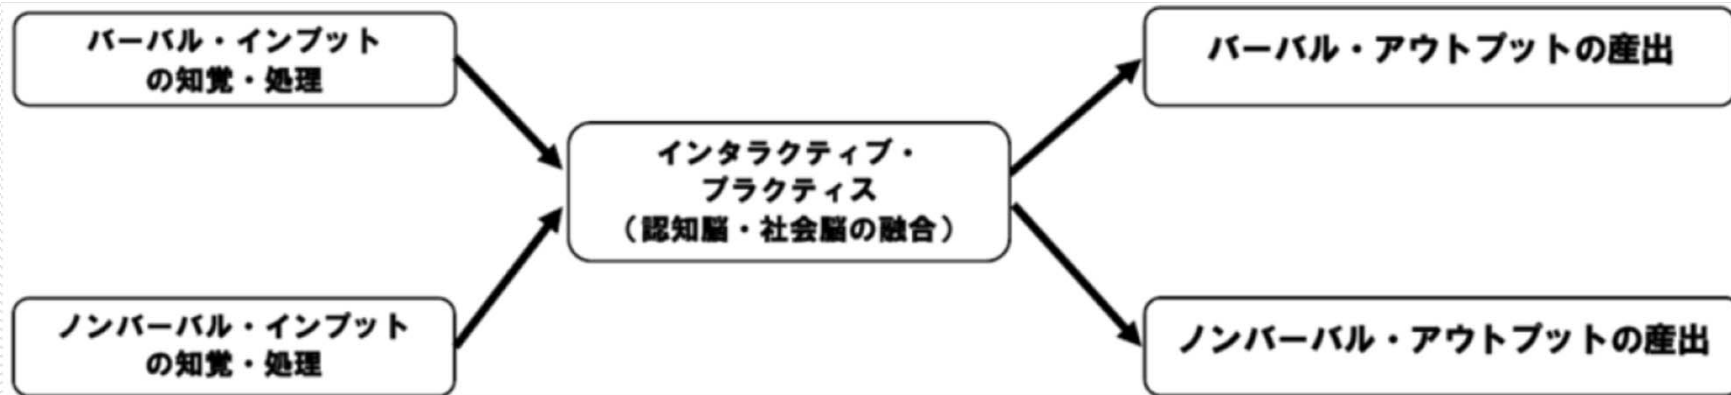 バーバル・インプット
の知覚・処理
ノンバーバル・インプット
の知覚・処理
インタラクティブ・
プラクティス
（認知脳・社会脳の融合）
バーバル・アウトプットの産出
ノンバーバル・アウトプットの産出